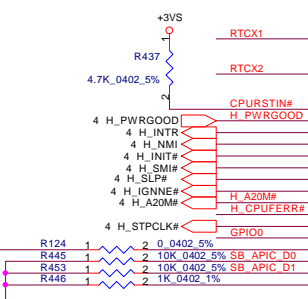 +3VS
RTCX1
1
R437
4.7K_0402_5%
RTCX2
2
CPURSTIN#
4 H_PWRGOOD H_PWRGOOD
4 H_INTR
4 H_NMI
4 H_INIT#
4 H_SMI#
4 H_SLP#
4 H_IGNNE#
4 H_A20M# H_A20M#
H_CPUFERR#
4 H_STPCLK#
GPIO0
R124 1 2 0_0402_5%
R445 1 2 10K_0402_5% SB_APIC_D0
R453 1 2 10K_0402_5% SB_APIC_D1
R446 1 2 1K_0402_1%